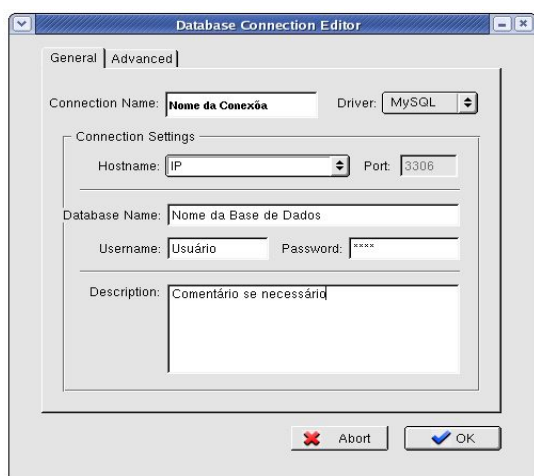 Database Connection Editor
General Advanced
Connection Name: Nome da Conexõa Driver: MySQL
Connection Settings
Hostname: IP Port: 3306
Database Name: Nome da Base de Dados
Username: Usuário Password: ****
Description: Comentário se necessário
Abort OK